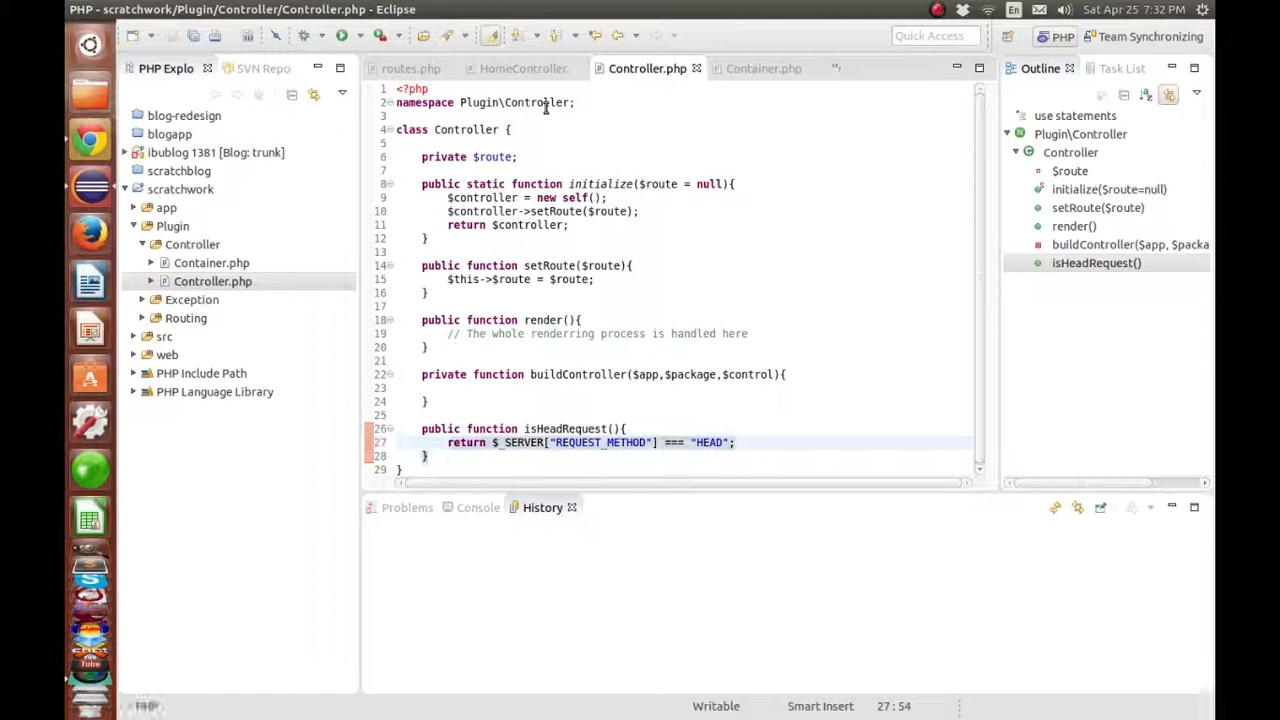 PHP - scratchwork/Plugin/Controller/Controller.php - Eclipse
En
Sat Apr 25 7:32 PM
Quick Access
PHP
Team Synchronizing
PHP Explo
SVN Repo
blog-redesign
blogapp
ibublog 1381 [Blog: trunk]
scratchblog
scratchwork
app
Plugin
Controller
Container.php
Controller.php
Exception
Routing
src
web
PHP Include Path
PHP Language Library
routes.php
HomeController.
Controller.php
Container.php
1 <?php
2 namespace Plugin\Controller;
3
4 class Controller {
5
6 private $route;
7
8 public static function initialize($route = null){
9 $controller = new self();
10 $controller->setRoute($route);
11 return $controller;
12 }
13
14 public function setRoute($route){
15 $this->$route = $route;
16 }
17
18 public function render(){
19 // The whole renderring process is handled here
20 }
21
22 private function buildController($app,$package,$control){
23
24 }
25
26 public function isHeadRequest(){
27 return $_SERVER["REQUEST_METHOD"] === "HEAD";
28 }
29 }
Problems
Console
History
Outline
Task List
use statements
Plugin\Controller
Controller
$route
initialize($route=null)
setRoute($route)
render()
buildController($app, $packa
isHeadRequest()
Tube
Writable
Smart Insert
27 : 54